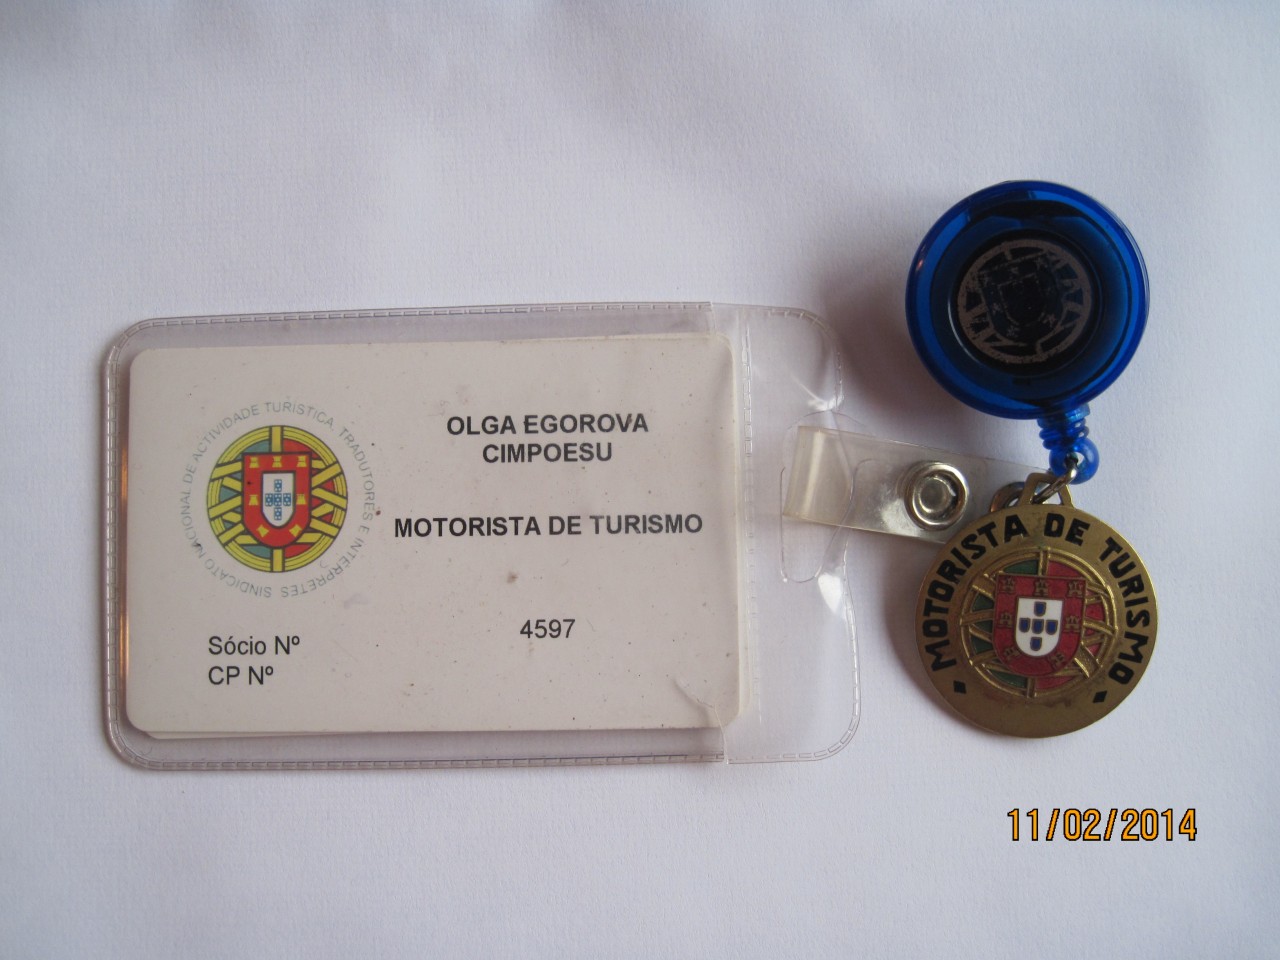 SINDICATO NACIONAL DE ACTIVIDADE TURÍSTICA, TRADUTORES E INTÉRPRETES
OLGA EGOROVA
CIMPOESU
MOTORISTA DE TURISMO
4597
Sócio Nº
CP Nº
MOTORISTA DE TURISMO
11/02/2014